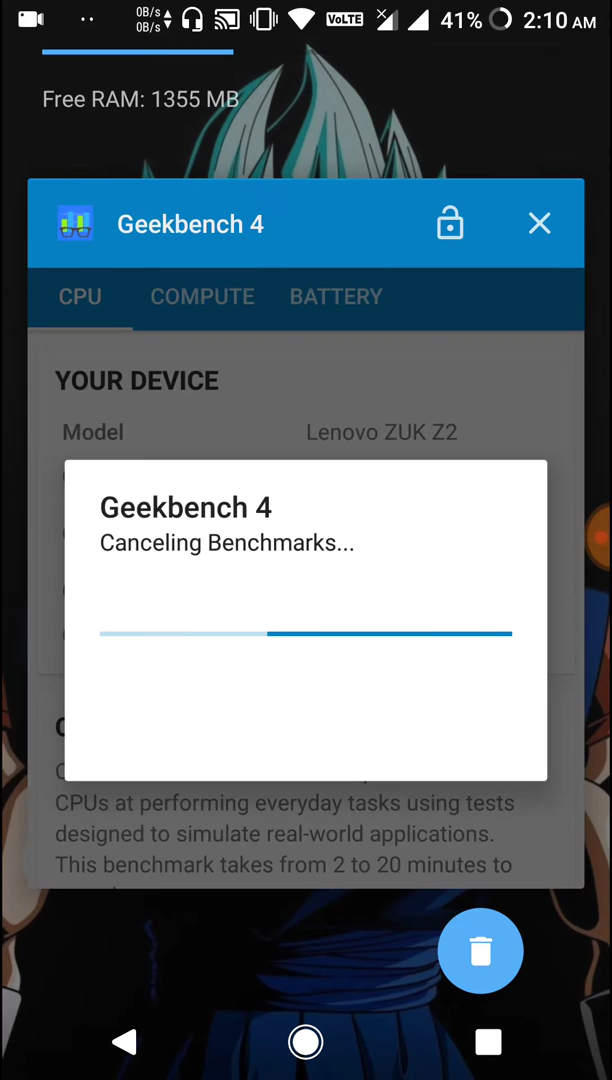 0B/s
0B/s
VoLTE
41%
2:10 AM
Free RAM: 1355 MB
Geekbench 4
CPU
COMPUTE
BATTERY
YOUR DEVICE
Model
Lenovo ZUK Z2
Geekbench 4
Canceling Benchmarks...
CPUs at performing everyday tasks using tests
designed to simulate real-world applications.
This benchmark takes from 2 to 20 minutes to